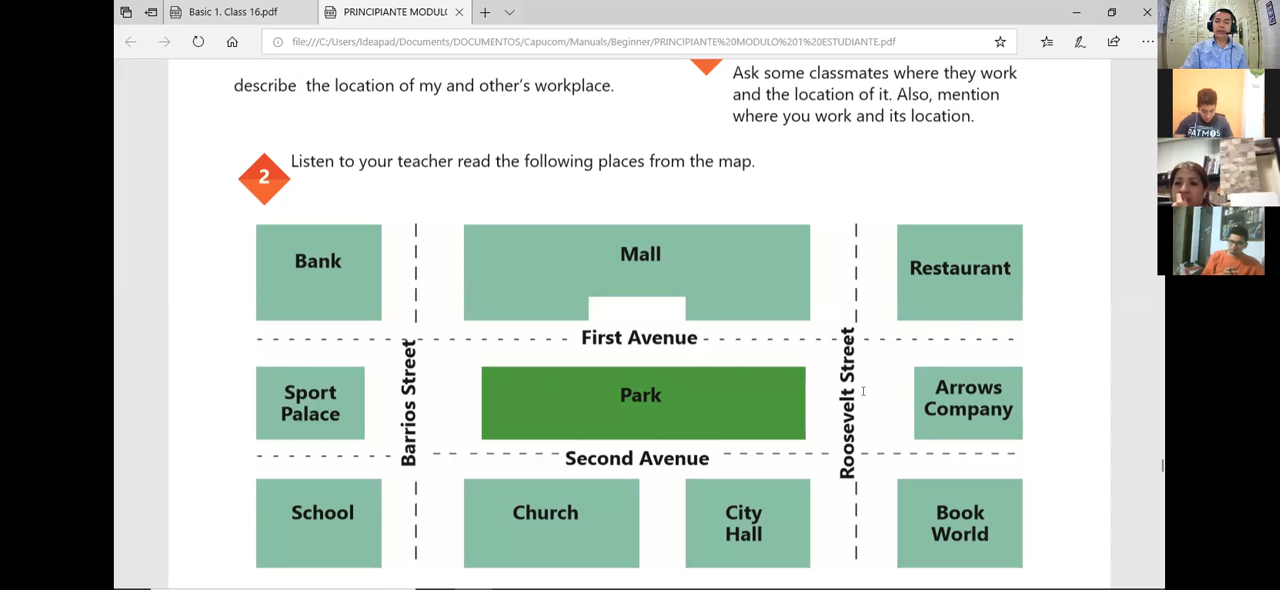 Basic 1. Class 16.pdf
PRINCIPIANTE MODULO
file:///C:/Users/Ideapad/Documents/DOCUMENTOS/Capucom/Manuals/Beginner/PRINCIPIANTE%20MODULO%201%20ESTUDIANTE.pdf
describe the location of my and other's workplace.
Ask some classmates where they work
and the location of it. Also, mention
where you work and its location.
2
Listen to your teacher read the following places from the map.
Bank
Mall
Restaurant
First Avenue
Barrios Street
Roosevelt Street
Sport
Palace
Park
Arrows
Company
Second Avenue
School
Church
City
Hall
Book
World
PATMOS